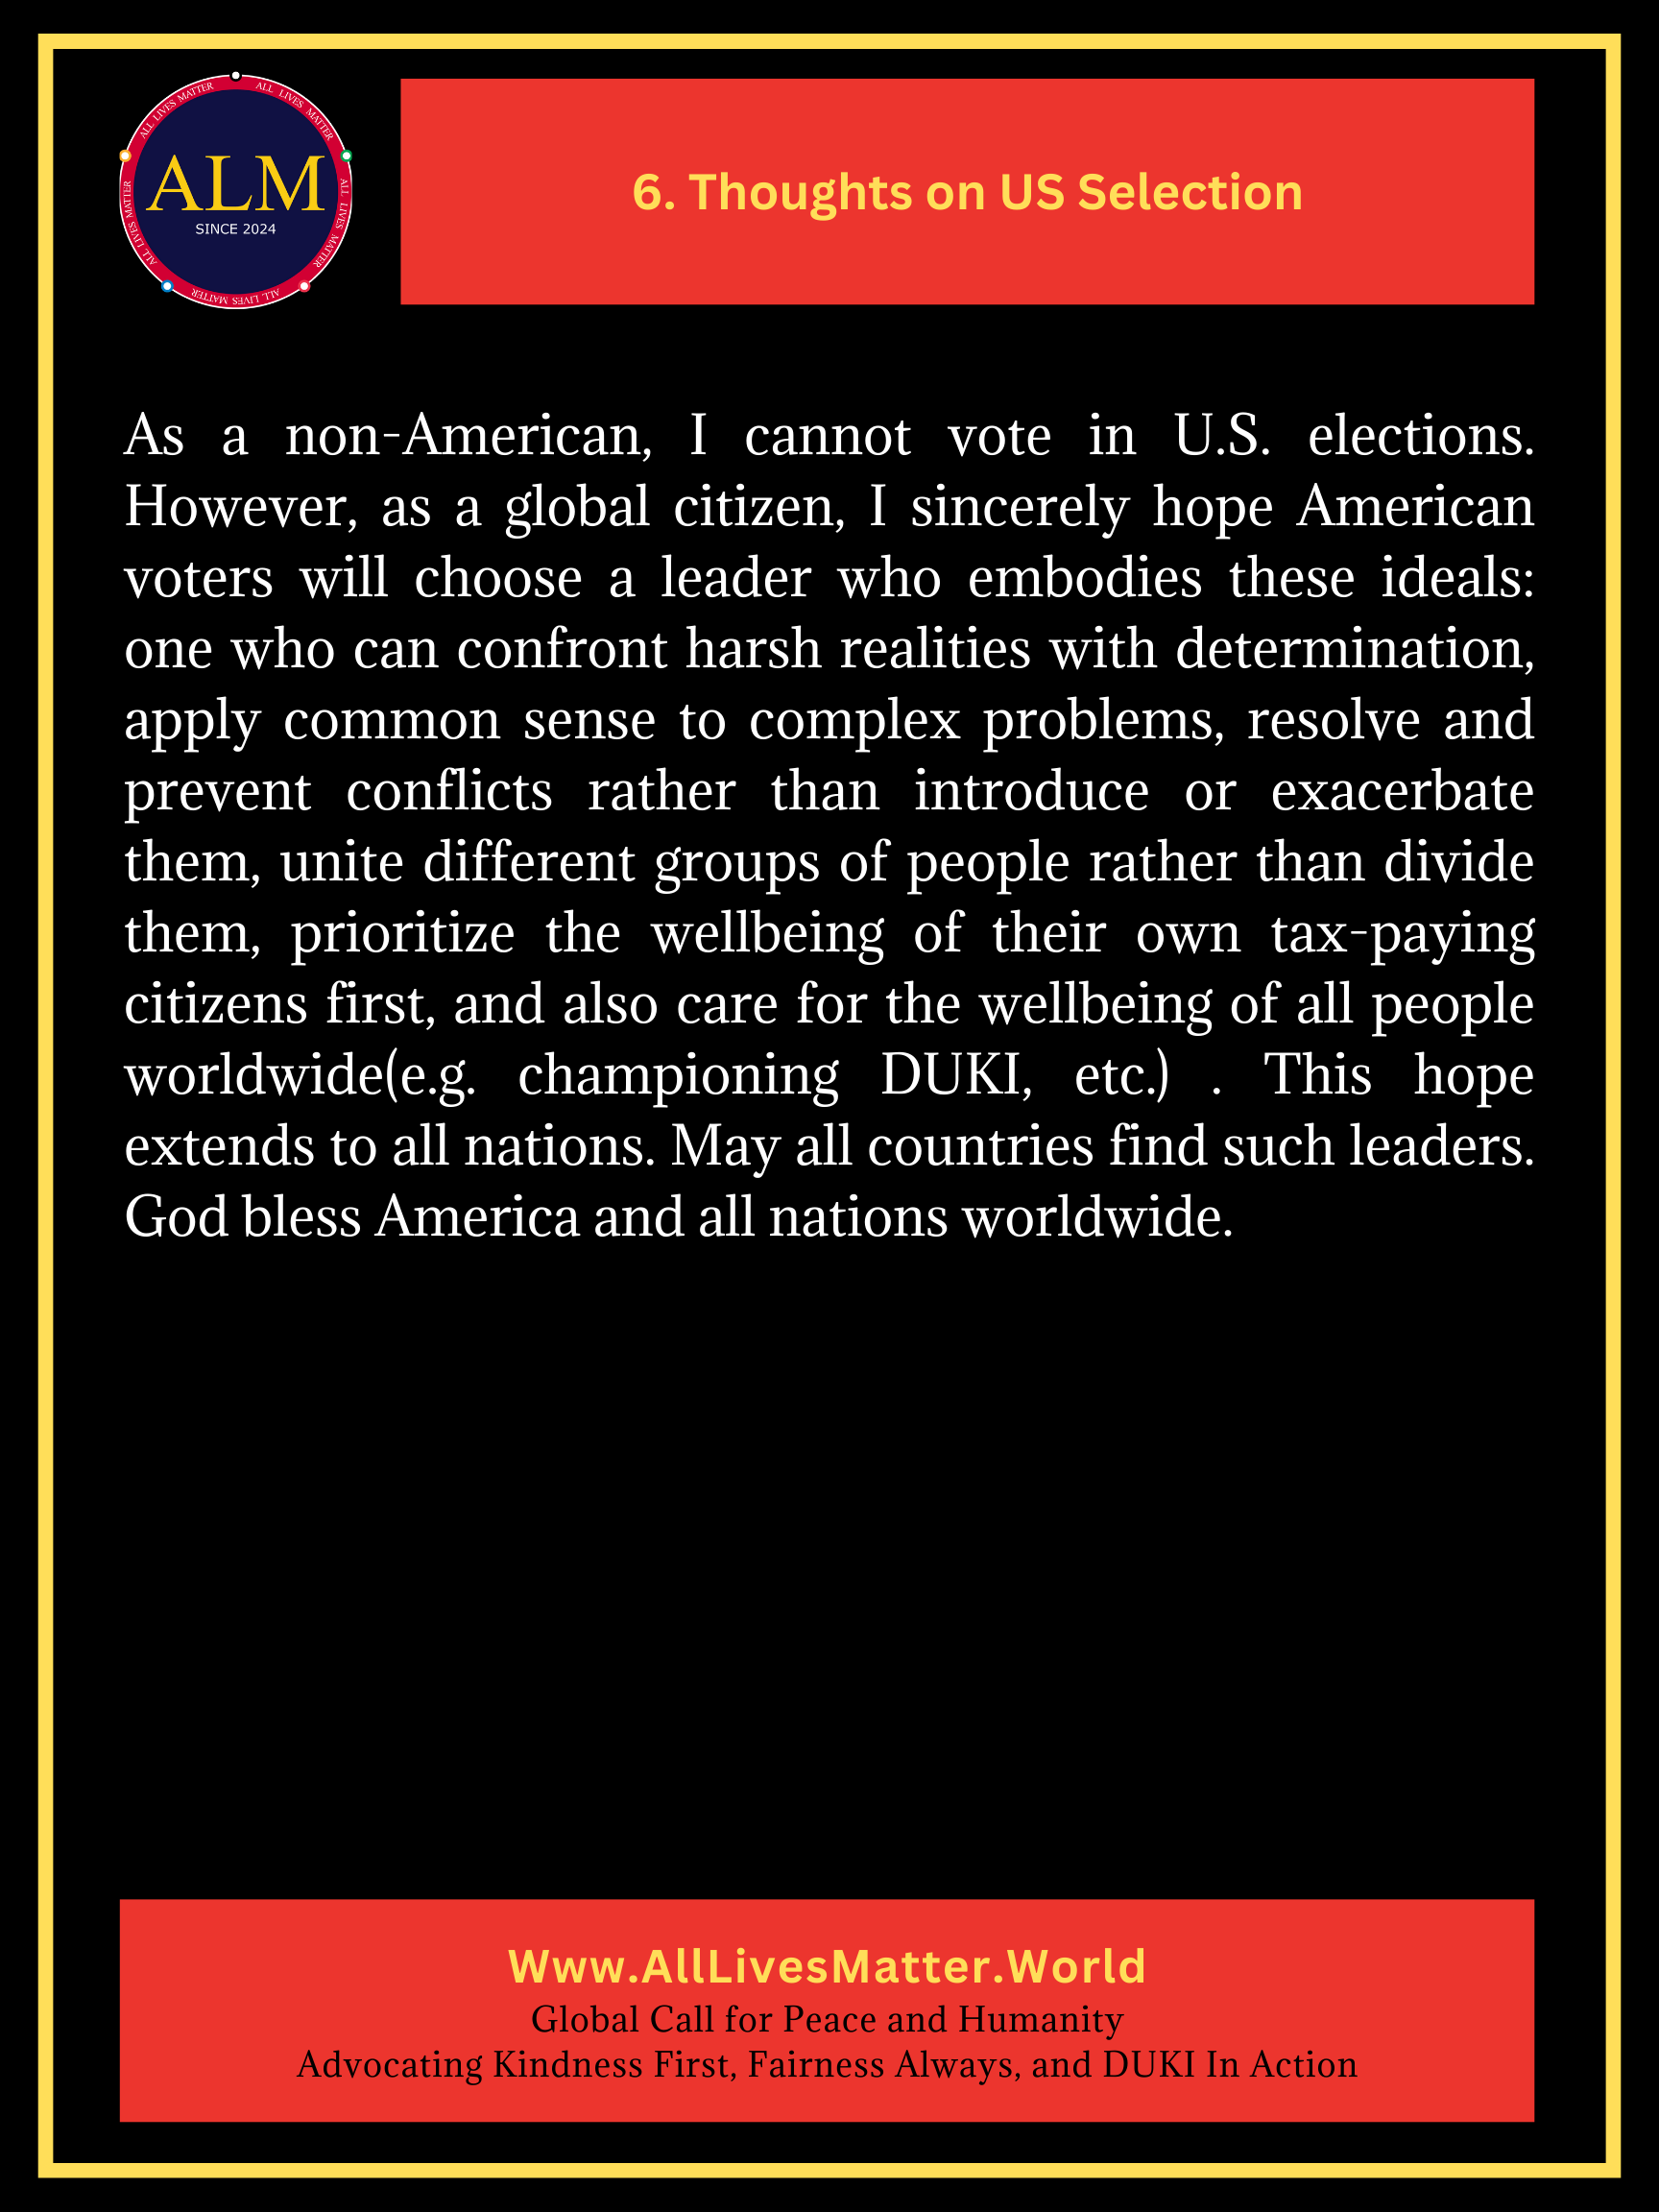 ALL LIVES MATTER
ALL LIVES MATTER
ALL LIVES MATTER
ALL LIVES MATTER
ALL LIVES MATTER
ALM
SINCE 2024
6. Thoughts on US Selection
As a non-American, I cannot vote in U.S. elections.
However, as a global citizen, I sincerely hope American
voters will choose a leader who embodies these ideals:
one who can confront harsh realities with determination,
apply common sense to complex problems, resolve and
prevent conflicts rather than introduce or exacerbate
them, unite different groups of people rather than divide
them, prioritize the wellbeing of their own tax-paying
citizens first, and also care for the wellbeing of all people
worldwide(e.g. championing DUKI, etc.) . This hope
extends to all nations. May all countries find such leaders.
God bless America and all nations worldwide.
Www.AllLivesMatter.World
Global Call for Peace and Humanity
Advocating Kindness First, Fairness Always, and DUKI In Action